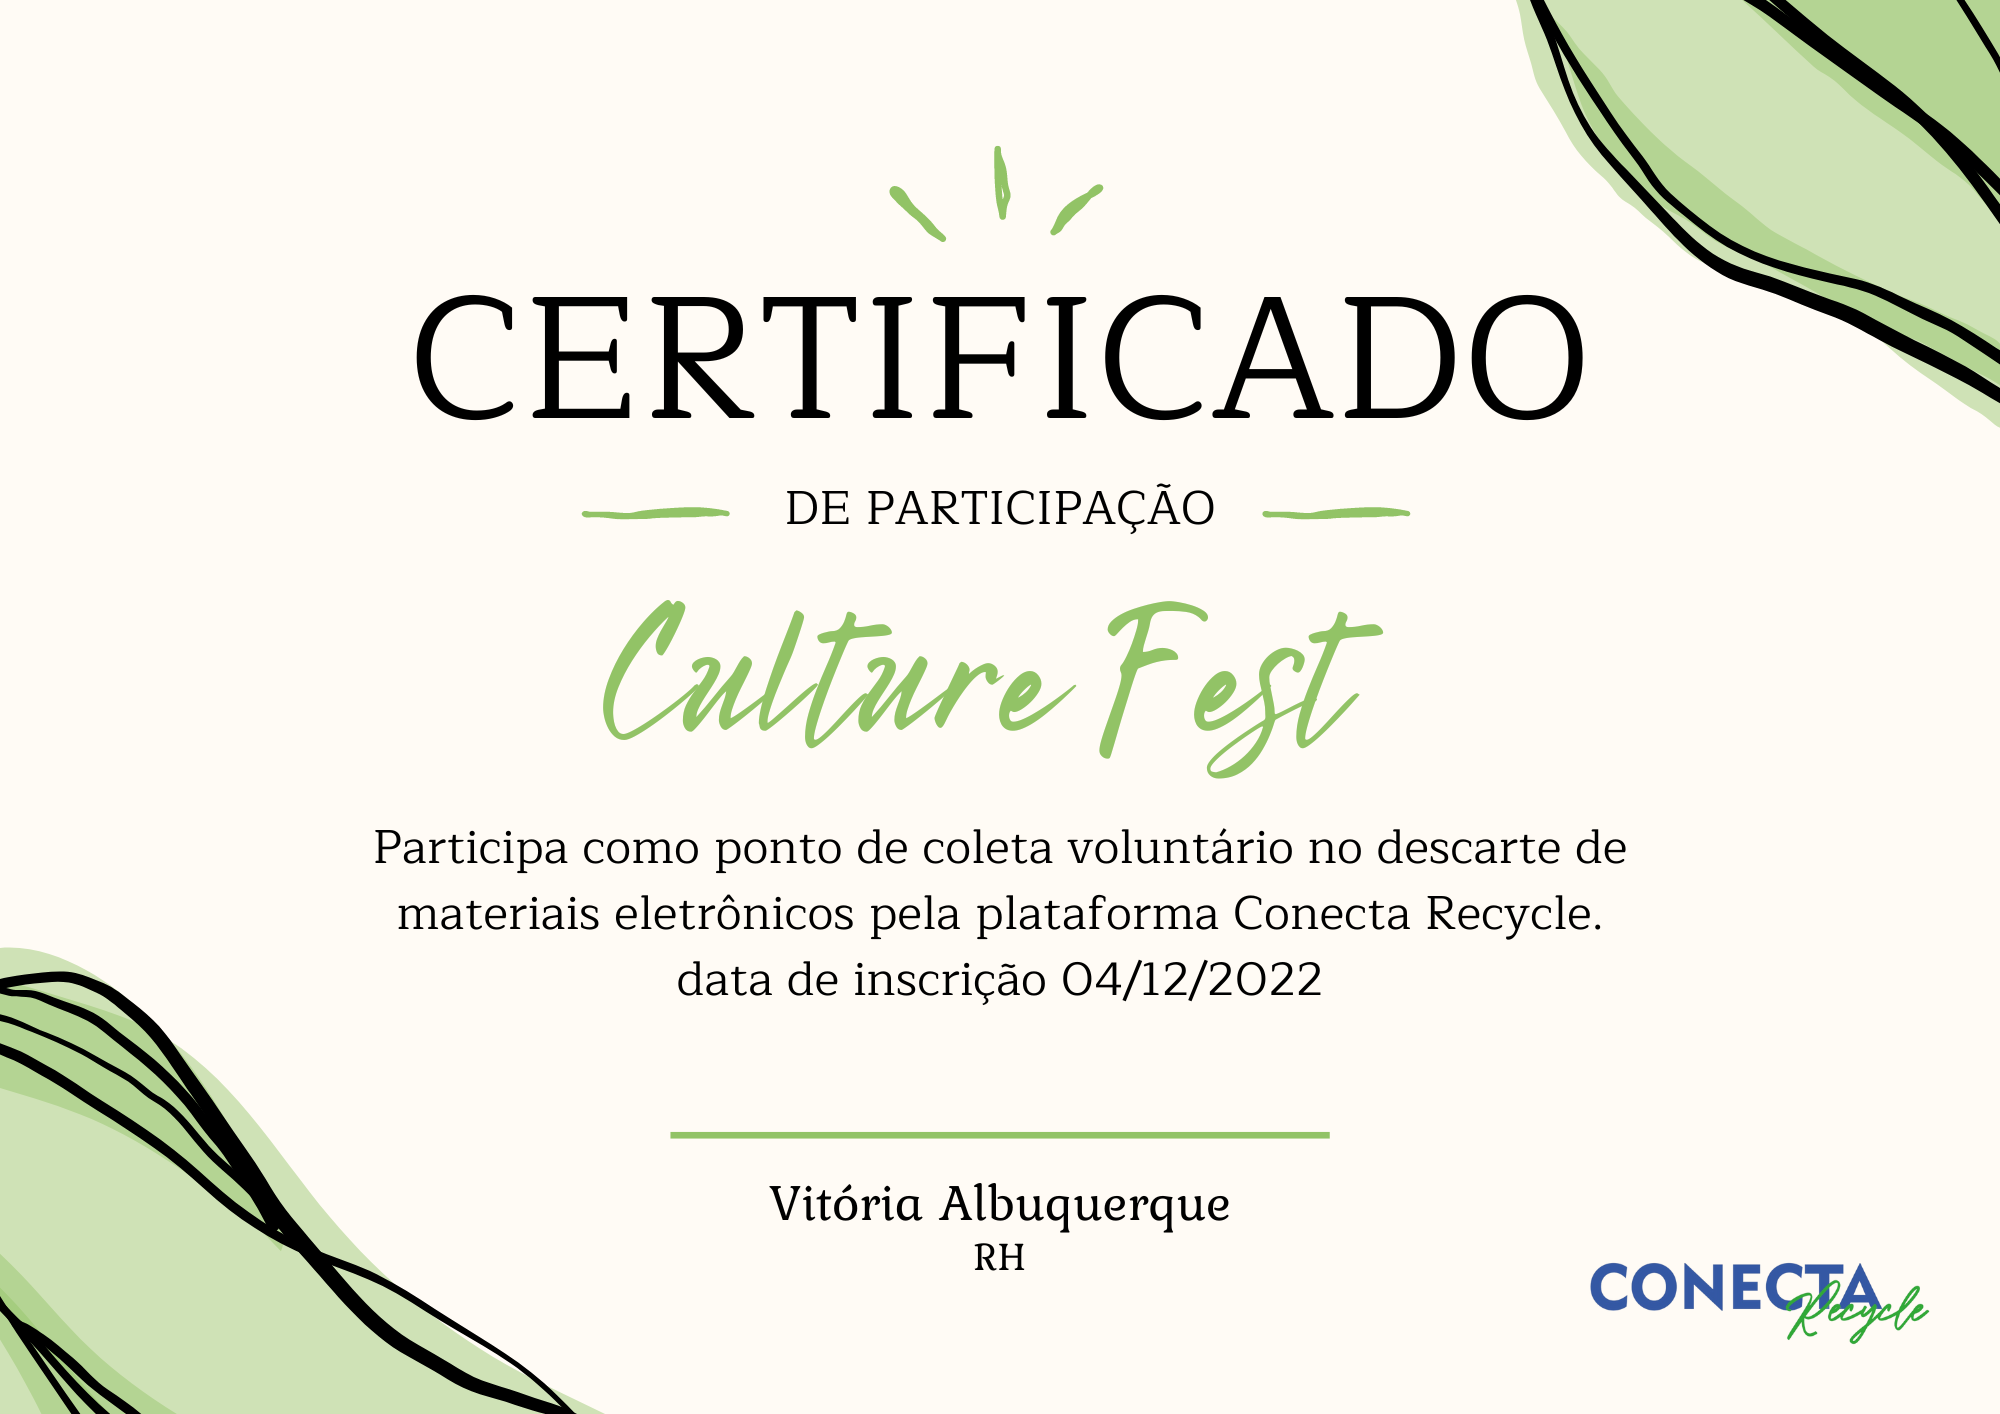 CERTIFICADO
DE PARTICIPAÇÃO
Culture Fest
Participa como ponto de coleta voluntário no descarte de
materiais eletrônicos pela plataforma Conecta Recycle.
data de inscrição 04/12/2022
Vitória Albuquerque
RH
CONECTA
Recycle